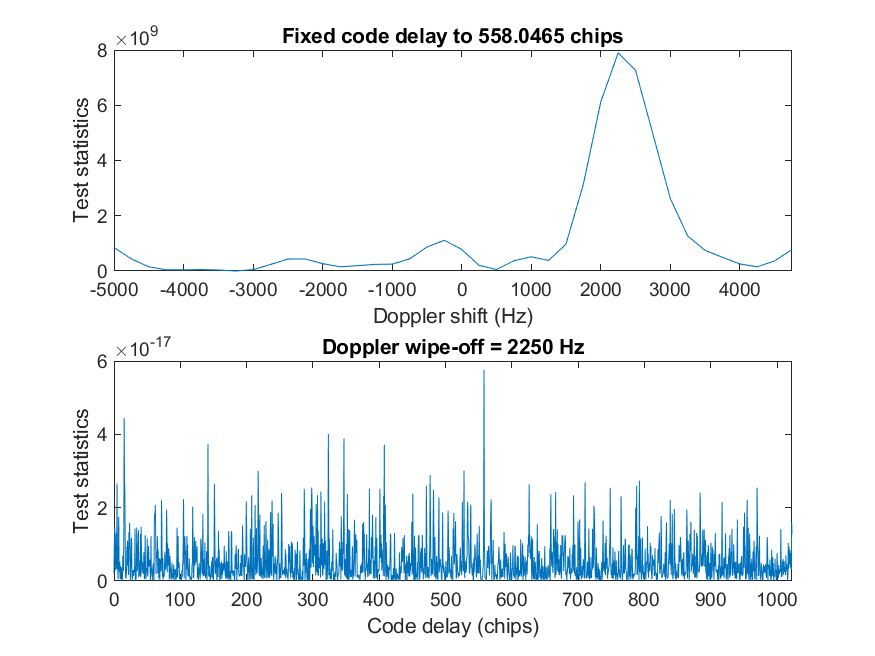 Fixed code delay to 558.0465 chips
×10^9
Test statistics
8
6
4
2
0
-5000 -4000 -3000 -2000 -1000 0 1000 2000 3000 4000
Doppler shift (Hz)
Doppler wipe-off = 2250 Hz
×10^-17
Test statistics
6
4
2
0
0 100 200 300 400 500 600 700 800 900 1000
Code delay (chips)